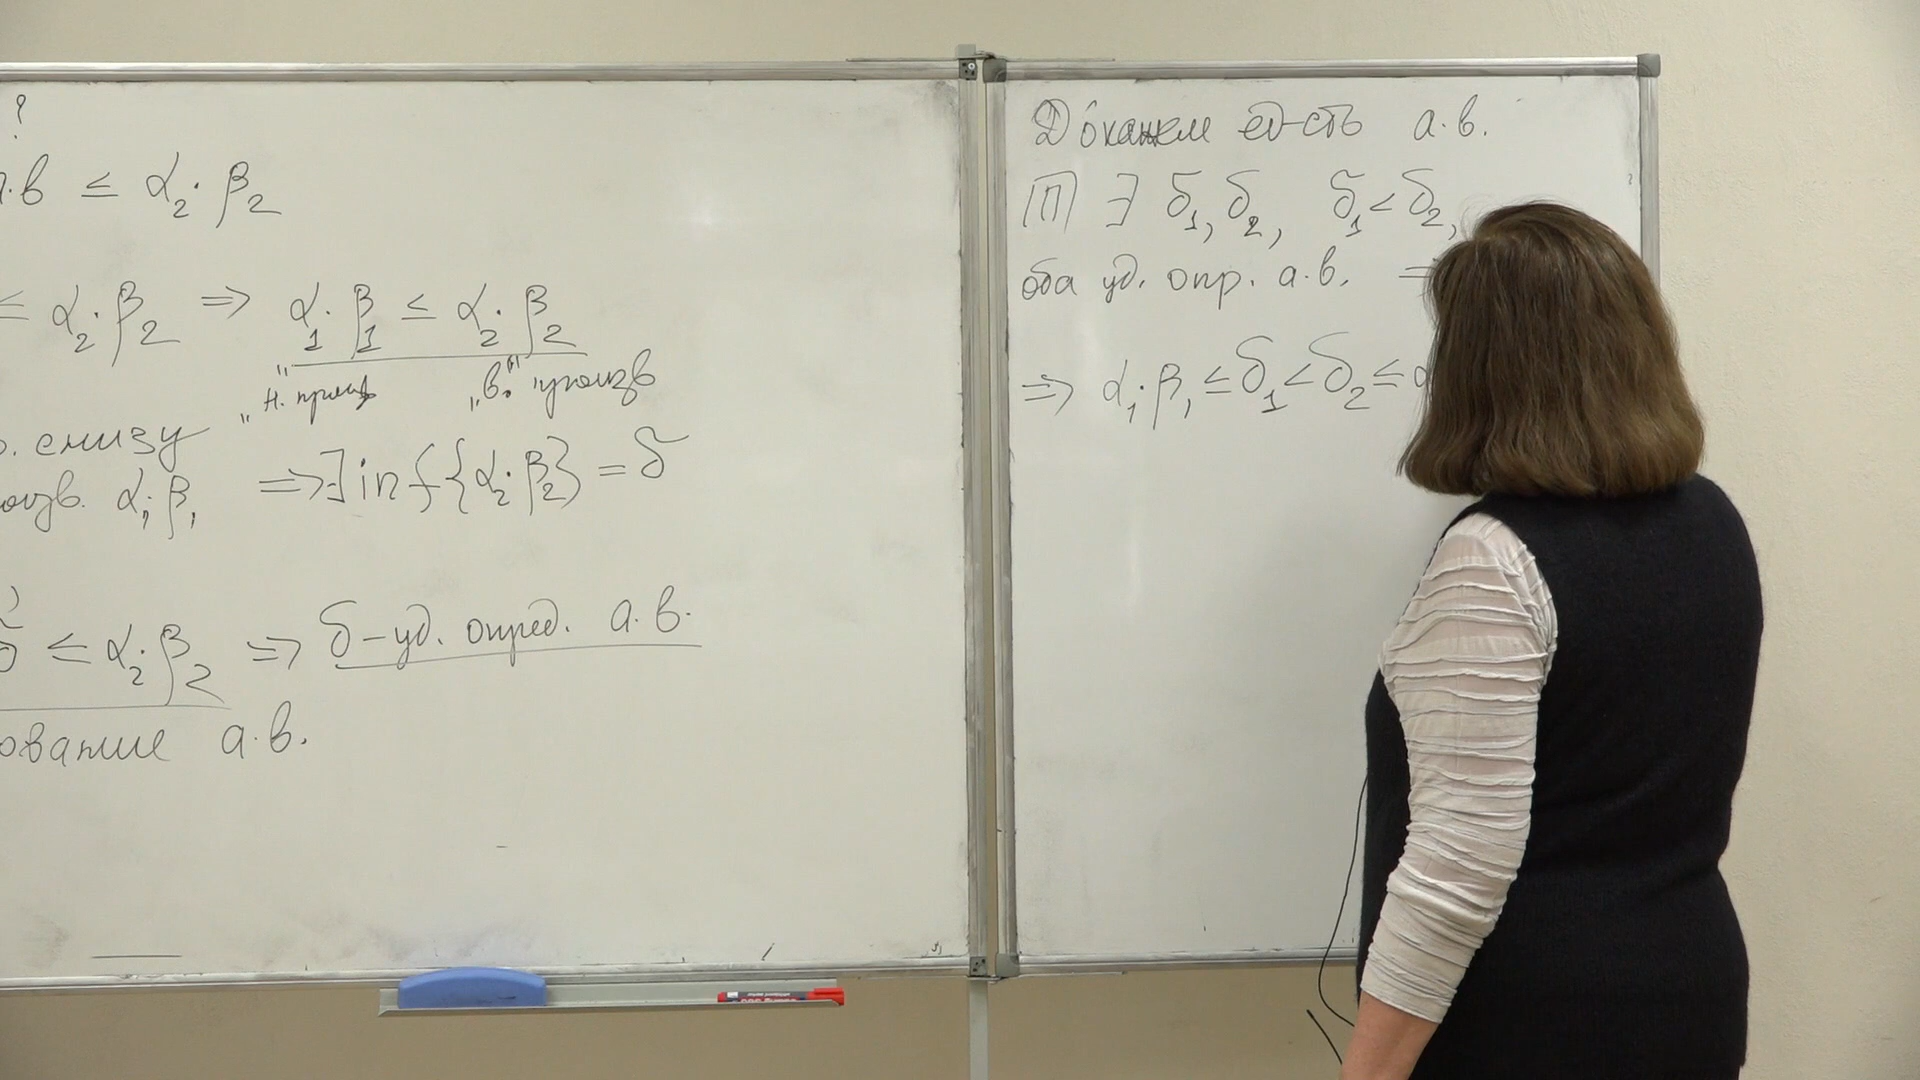 ?
а.в ≤ α₂·β₂
≤ α₂·β₂ ⇒ α₁·β₁ ≤ α₂·β₂
"н. произв" "в." произв
. снизу
произв. α₁·β₁ ⇒ ∃ inf{α₂·β₂} = δ
δ ≤ α₂·β₂ ⇒ δ – уд. опред. а.в.
ование а.в.
Докажем ед-сть а.в.
П ∃ δ₁, δ₂, δ₁ < δ₂,
оба уд. опр. а.в.
⇒ α₁·β₁ ≤ δ₁ < δ₂ ≤ α